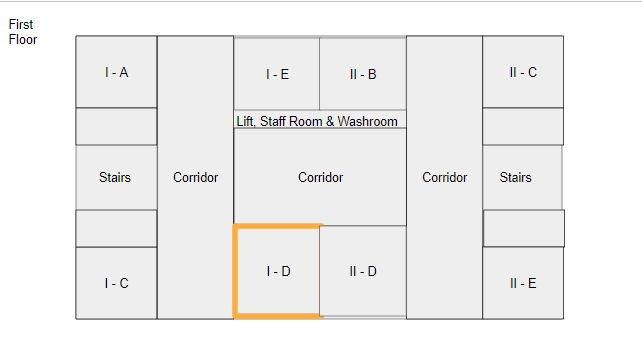 First
Floor
I - A
I - E
II - B
II - C
Lift, Staff Room & Washroom
Stairs
Corridor
Corridor
Corridor
Stairs
I - C
I - D
II - D
II - E